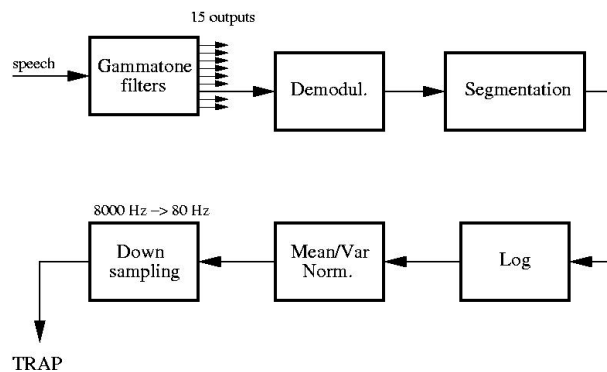 15 outputs
speech
Gammatone
filters
Demodul.
Segmentation
8000 Hz −> 80 Hz
Down
sampling
Mean/Var
Norm.
Log
TRAP